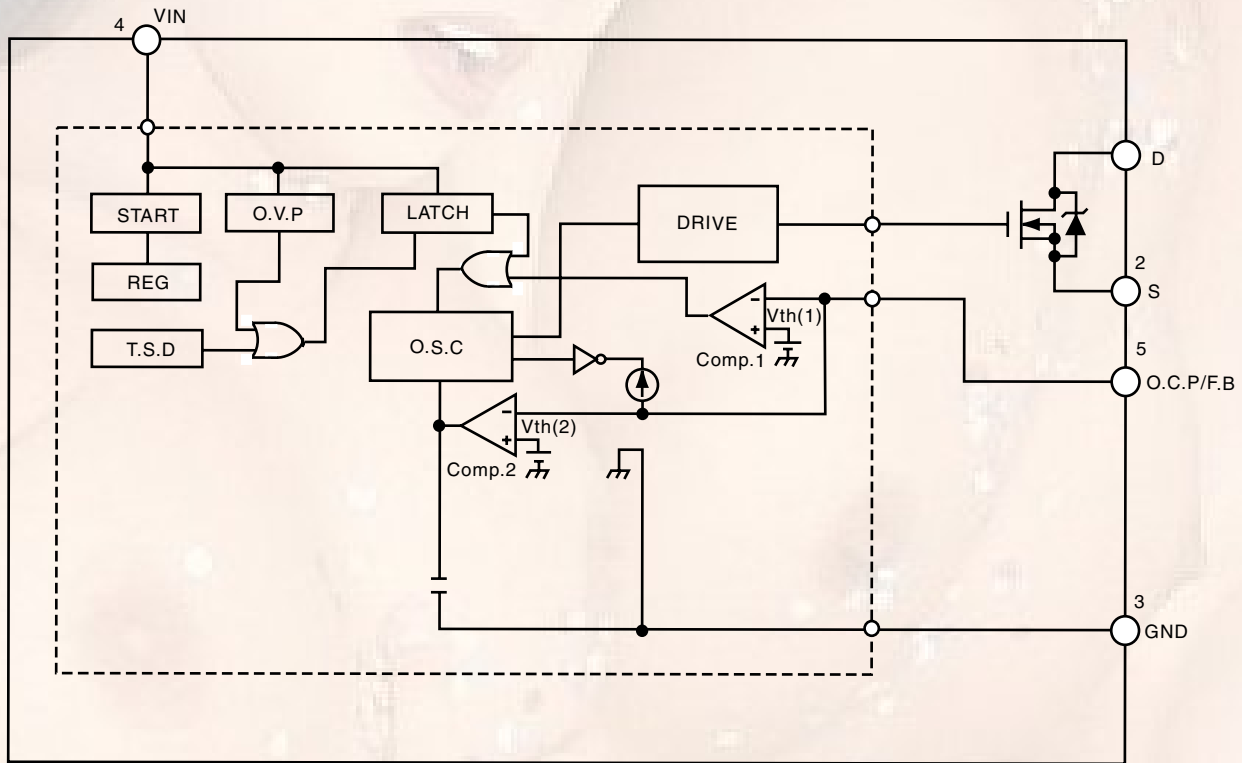 4 VIN
START
O.V.P
LATCH
DRIVE
D
REG
2
S
T.S.D
O.S.C
−
Vth(1)
+
Comp.1
5
O.C.P/F.B
−
Vth(2)
+
Comp.2
3
GND